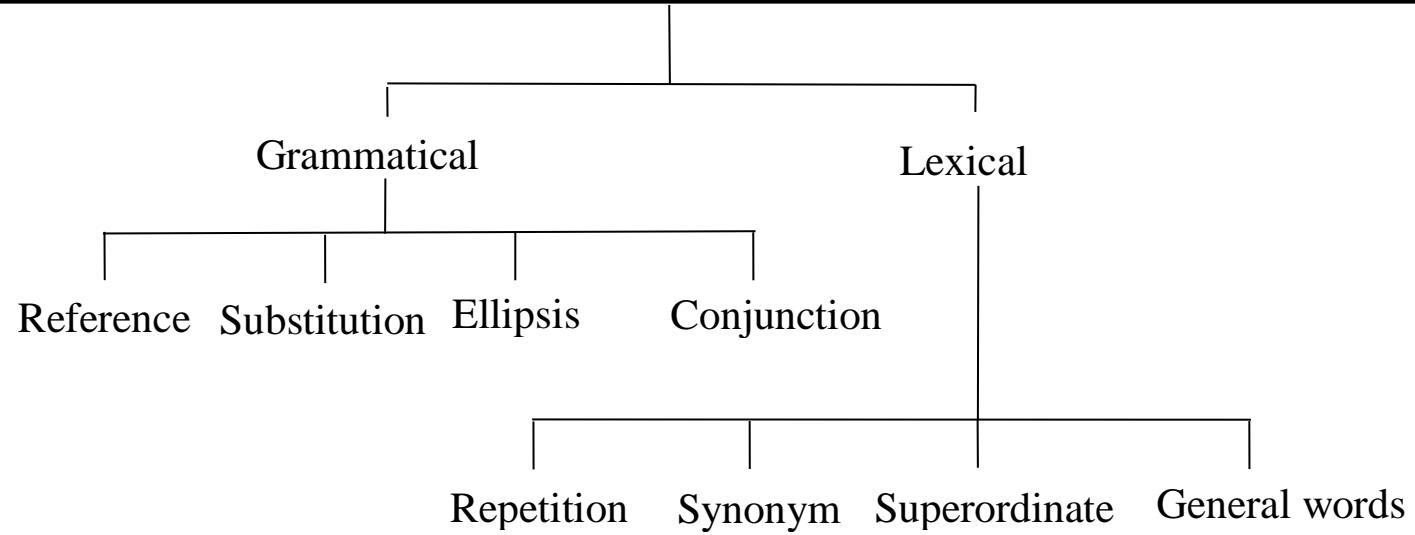 Grammatical
Lexical
Reference Substitution Ellipsis Conjunction
Repetition Synonym Superordinate General words